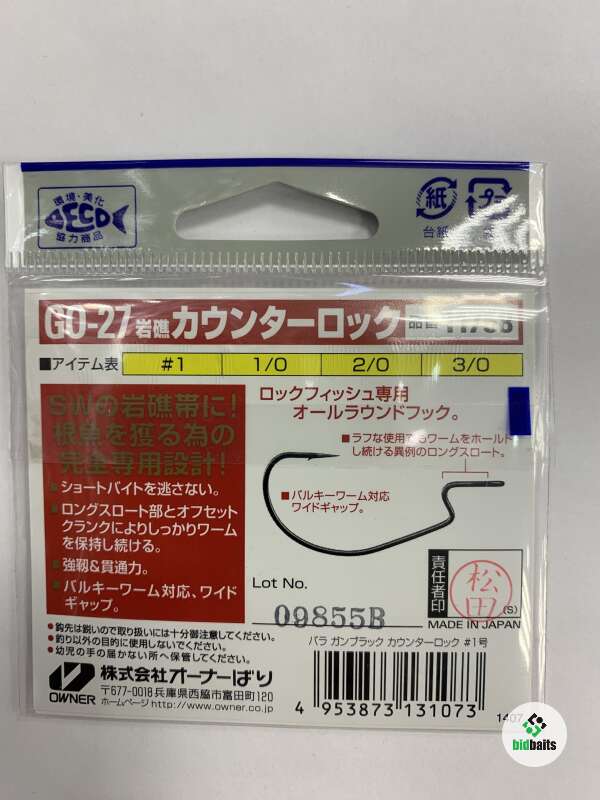 環境・美化
ECO
協力商品
紙
台紙
プラ
GO-27 岩礁 カウンターロック 品番
■アイテム表 #1 1/0 2/0 3/0
SWの岩礁帯に!
根魚を獲る為の
完全専用設計!
■ショートバイトを逃さない。
■ロングスロート部とオフセット
クランクによりしっかりワーム
を保持し続ける。
■強靭&貫通力。
■バルキーワーム対応、ワイド
ギャップ。
ロックフィッシュ専用
オールラウンドフック。
■ラフな使用でもワームをホールド
し続ける異例のロングスロート。
■バルキーワーム対応
ワイドギャップ。
Lot No.
09855B
責任者印
松田
(S)
MADE IN JAPAN
●鈎先は鋭いので取り扱いには十分御注意してください。
●釣り以外の目的に使用しないでください。
●幼児の手の届かない所へ保管してください。
バラ ガンブラック カウンターロック #1号
OWNER
株式会社オーナーばり
〒677-0018 兵庫県西脇市富田町120
ホームページ http://www.owner.co.jp
4 953873 131073
1407
bidbaits